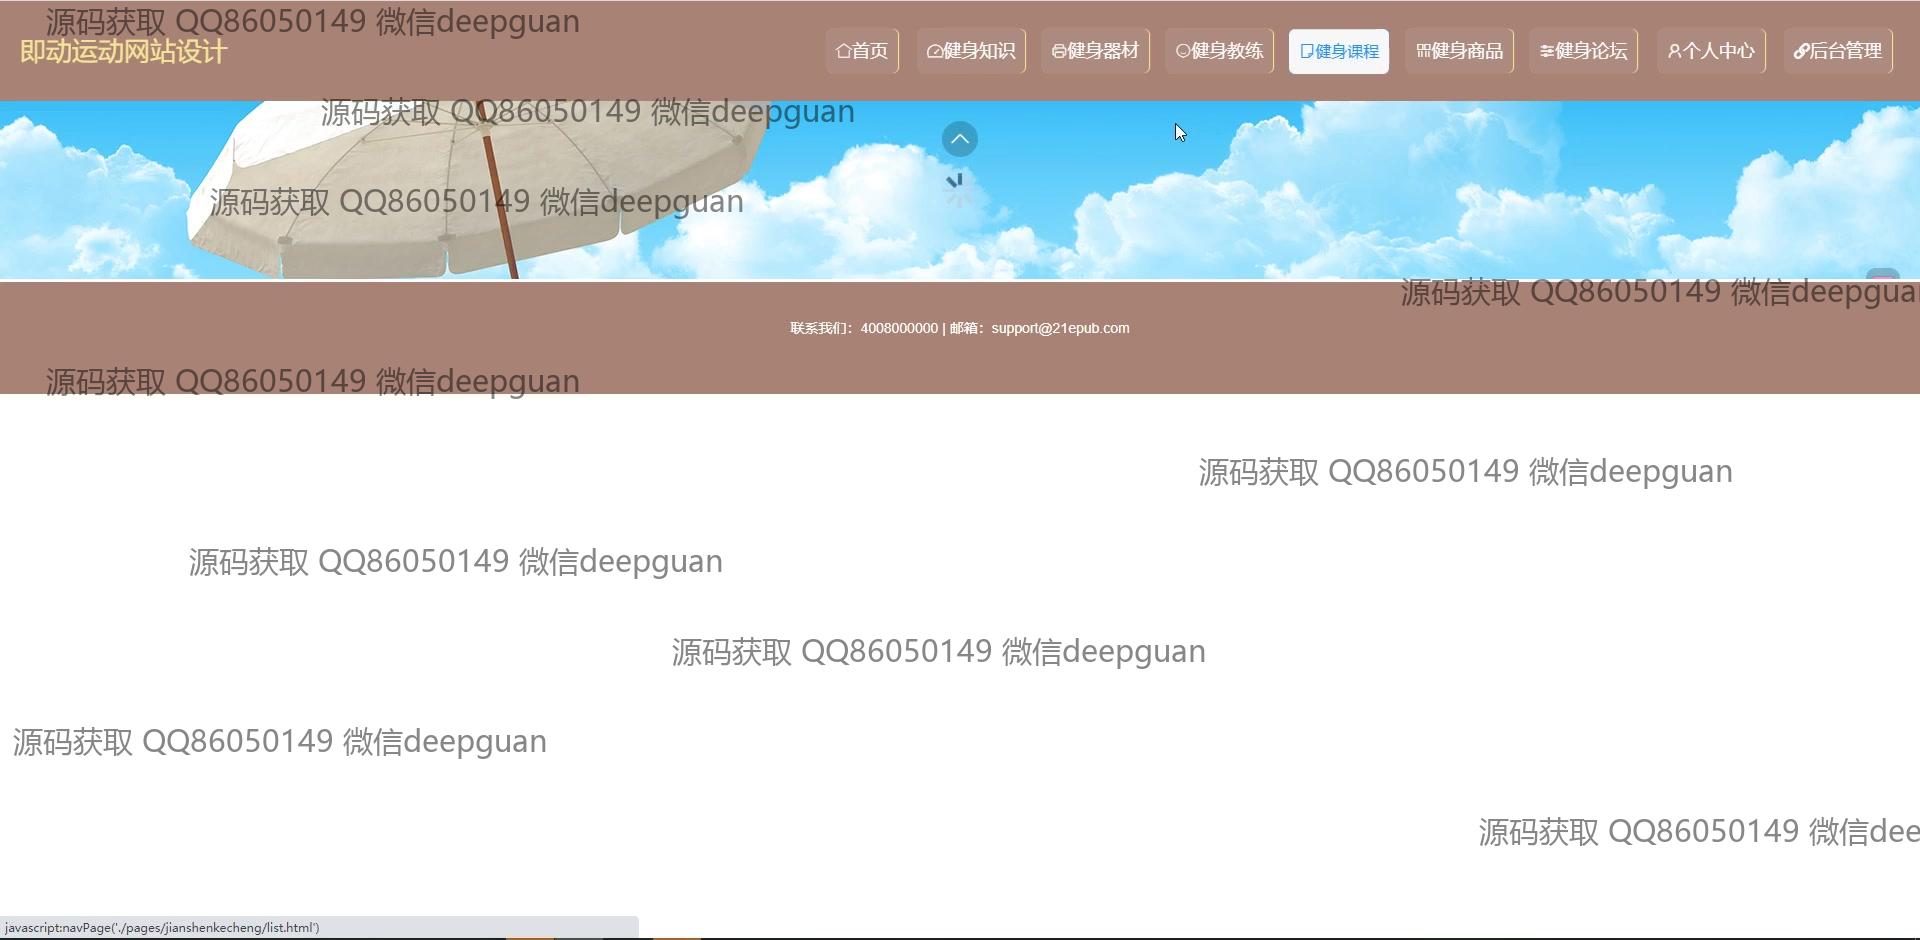 源码获取 QQ86050149 微信deepguan
即动运动网站设计
首页 健身知识 健身器材 健身教练 健身课程 健身商品 健身论坛 个人中心 后台管理
源码获取 QQ86050149 微信deepguan
源码获取 QQ86050149 微信deepguan
源码获取 QQ86050149 微信deepgua
联系我们：4008000000 | 邮箱：support@21epub.com
源码获取 QQ86050149 微信deepguan
源码获取 QQ86050149 微信deepguan
源码获取 QQ86050149 微信deepguan
源码获取 QQ86050149 微信deepguan
源码获取 QQ86050149 微信deepguan
源码获取 QQ86050149 微信dee
javascript:navPage('./pages/jianshenkecheng/list.html')